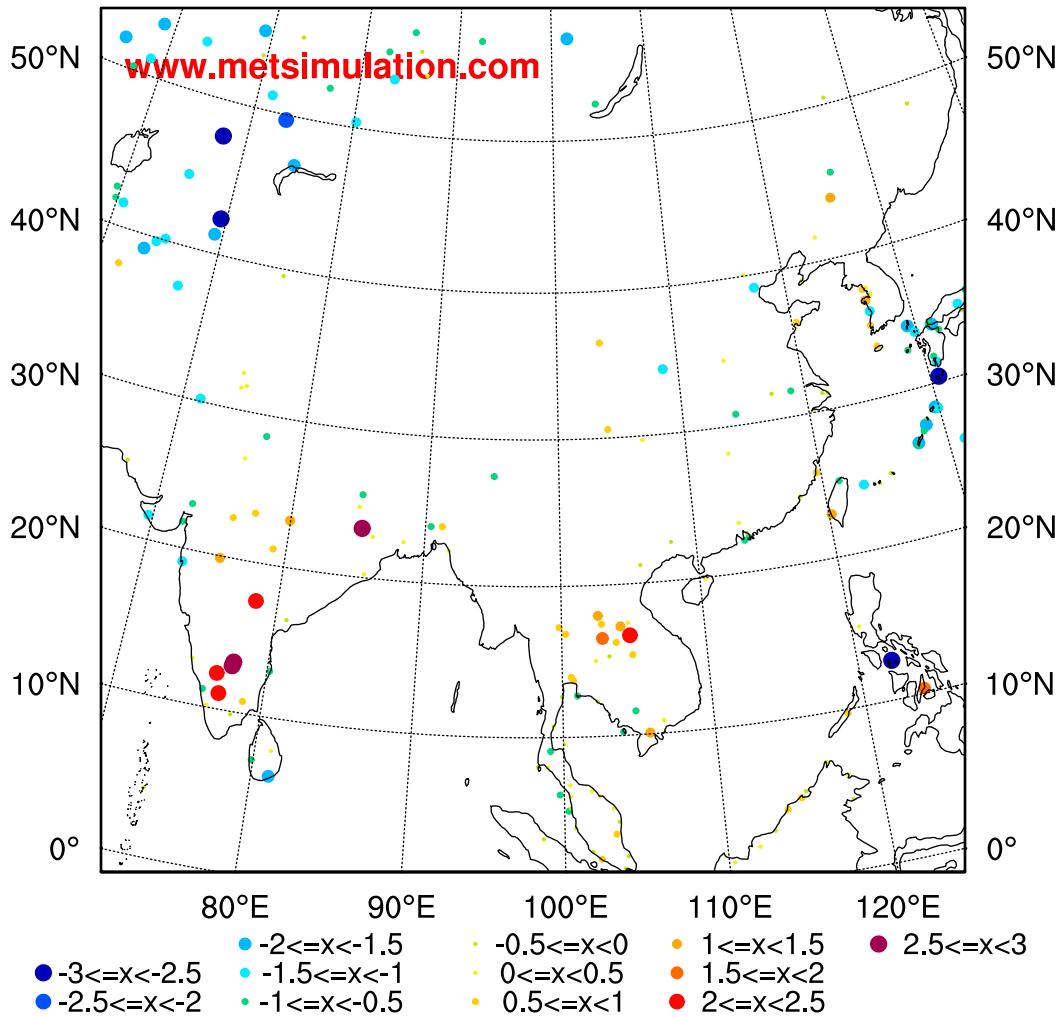 50°N 50°N
www.metsimulation.com
40°N 40°N
30°N 30°N
20°N 20°N
10°N 10°N
0° 0°
80°E 90°E 100°E 110°E 120°E
-2<=x<-1.5 -0.5<=x<0 1<=x<1.5 2.5<=x<3
-3<=x<-2.5 -1.5<=x<-1 0<=x<0.5 1.5<=x<2
-2.5<=x<-2 -1<=x<-0.5 0.5<=x<1 2<=x<2.5